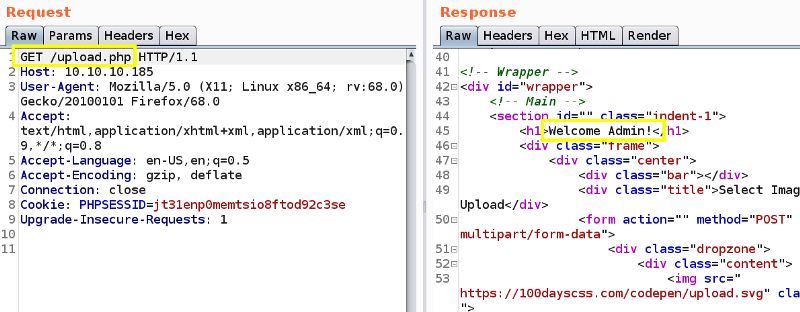 Request
Raw Params Headers Hex
1 GET /upload.php HTTP/1.1
2 Host: 10.10.10.185
3 User-Agent: Mozilla/5.0 (X11; Linux x86_64; rv:68.0)
Gecko/20100101 Firefox/68.0
4 Accept:
text/html,application/xhtml+xml,application/xml;q=0.
9,*/*;q=0.8
5 Accept-Language: en-US,en;q=0.5
6 Accept-Encoding: gzip, deflate
7 Connection: close
8 Cookie: PHPSESSID=jt31enp0memtsio8ftod92c3se
9 Upgrade-Insecure-Requests: 1
10
11
Response
Raw Headers Hex HTML Render
40
41 <!-- Wrapper -->
42 <div id="wrapper">
43 <!-- Main -->
44 <section id="" class="indent-1">
45 <h1>Welcome Admin!</h1>
46 <div class="frame">
47 <div class="center">
48 <div class="bar"></div>
49 <div class="title">Select Imag
Upload</div>
50 <form action="" method="POST"
multipart/form-data">
51 <div class="dropzone">
52 <div class="content">
53 <img src="
https://100dayscss.com/codepen/upload.svg" clas
">